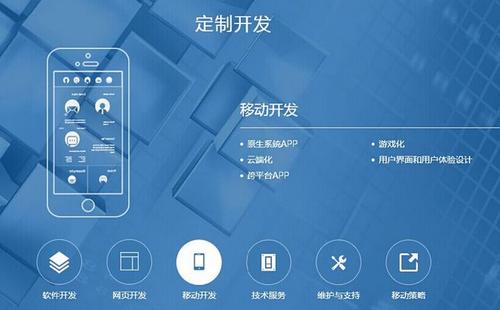 定制开发
移动开发
原生系统APP
游戏化
云端化
用户界面和用户体验设计
跨平台APP
软件开发
网页开发
移动开发
技术服务
维护与支持
移动策略